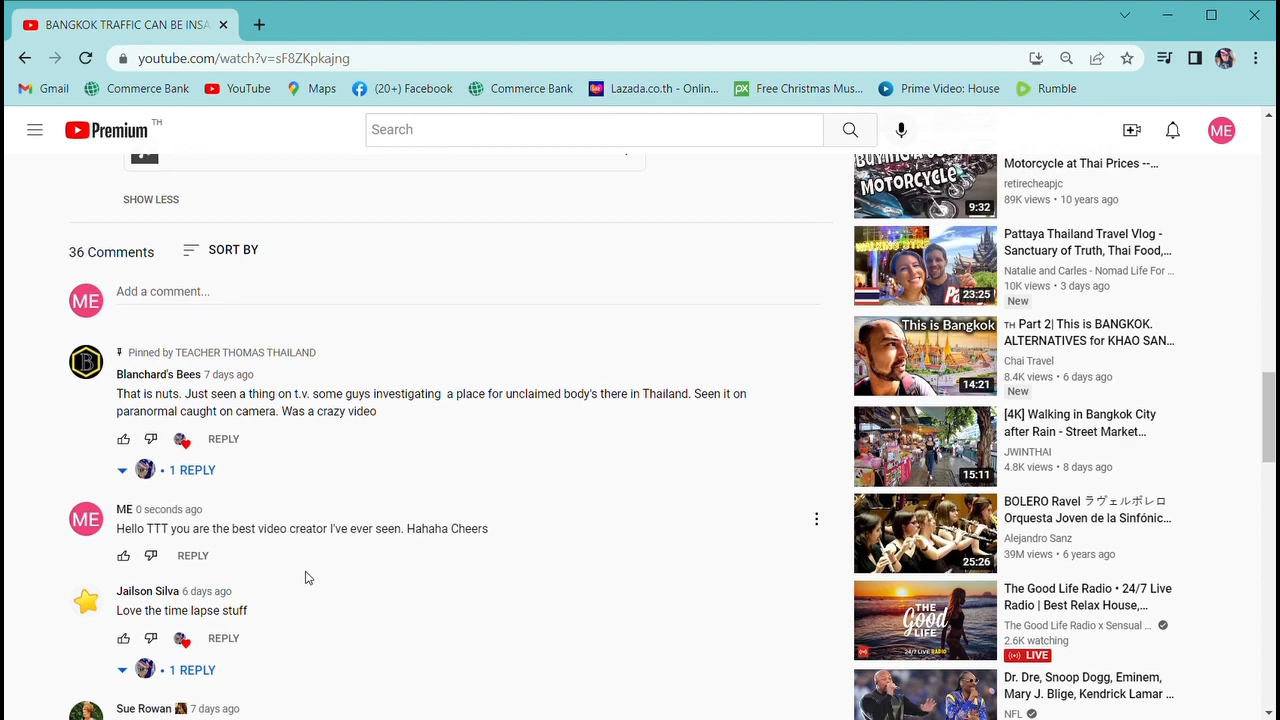 BANGKOK TRAFFIC CAN BE INSA
youtube.com/watch?v=sF8ZKpkajng
Gmail
Commerce Bank
YouTube
Maps
(20+) Facebook
Commerce Bank
Lazada.co.th - Onlin...
Free Christmas Mus...
Prime Video: House
Rumble
Premium TH
Search
ME
SHOW LESS
36 Comments
SORT BY
ME
Add a comment...
Pinned by TEACHER THOMAS THAILAND
B
Blanchard's Bees 7 days ago
That is nuts. Just seen a thing on t.v. some guys investigating a place for unclaimed body's there in Thailand. Seen it on
paranormal caught on camera. Was a crazy video
REPLY
• 1 REPLY
ME
ME 0 seconds ago
Hello TTT you are the best video creator I've ever seen. Hahaha Cheers
REPLY
Jailson Silva 6 days ago
Love the time lapse stuff
REPLY
• 1 REPLY
Sue Rowan 7 days ago
MOTORCYCLE
9:32
Motorcycle at Thai Prices --...
retirecheapjc
89K views • 10 years ago
23:25
Pattaya Thailand Travel Vlog -
Sanctuary of Truth, Thai Food,...
Natalie and Carles - Nomad Life For ...
10K views • 3 days ago
New
This is Bangkok
14:21
TH Part 2| This is BANGKOK.
ALTERNATIVES for KHAO SAN...
Chai Travel
8.4K views • 6 days ago
New
15:11
[4K] Walking in Bangkok City
after Rain - Street Market...
JWINTHAI
4.8K views • 8 days ago
25:26
BOLERO Ravel ラヴェルボレロ
Orquesta Joven de la Sinfónic...
Alejandro Sanz
39M views • 6 years ago
THE
Good
LIFE
24/7 LIVE RADIO
The Good Life Radio • 24/7 Live
Radio | Best Relax House,...
The Good Life Radio x Sensual ...
2.6K watching
LIVE
Dr. Dre, Snoop Dogg, Eminem,
Mary J. Blige, Kendrick Lamar ...
NFL